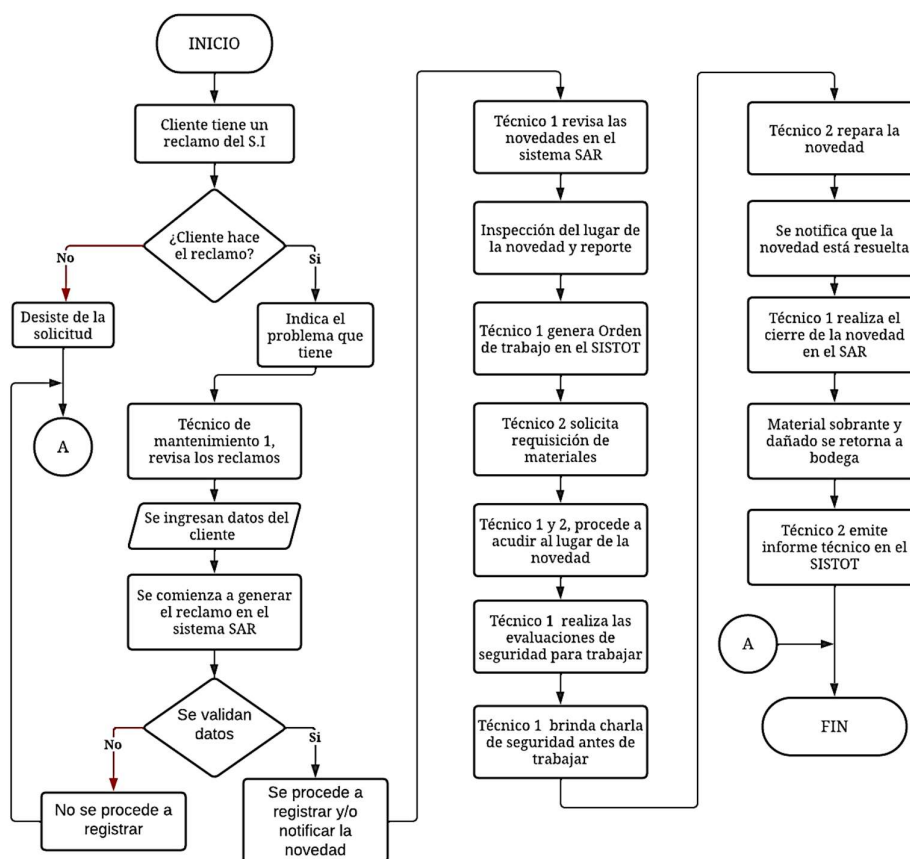 INICIO
Cliente tiene un
reclamo del S.I
¿Cliente hace
el reclamo?
No
Si
Desiste de la
solicitud
Indica el
problema que
tiene
A
Técnico de
mantenimiento 1,
revisa los reclamos
Se ingresan datos del
cliente
Se comienza a generar
el reclamo en el
sistema SAR
Se validan
datos
No
Si
No se procede a
registrar
Se procede a
registrar y/o
notificar la
novedad
Técnico 1 revisa las
novedades en el
sistema SAR
Inspección del lugar de
la novedad y reporte
Técnico 1 genera Orden
de trabajo en el SISTOT
Técnico 2 solicita
requisición de
materiales
Técnico 1 y 2, procede a
acudir al lugar de la
novedad
Técnico 1 realiza las
evaluaciones de
seguridad para trabajar
Técnico 1 brinda charla
de seguridad antes de
trabajar
Técnico 2 repara la
novedad
Se notifica que la
novedad está resuelta
Técnico 1 realiza el
cierre de la novedad
en el SAR
Material sobrante y
dañado se retorna a
bodega
Técnico 2 emite
informe técnico en el
SISTOT
A
FIN